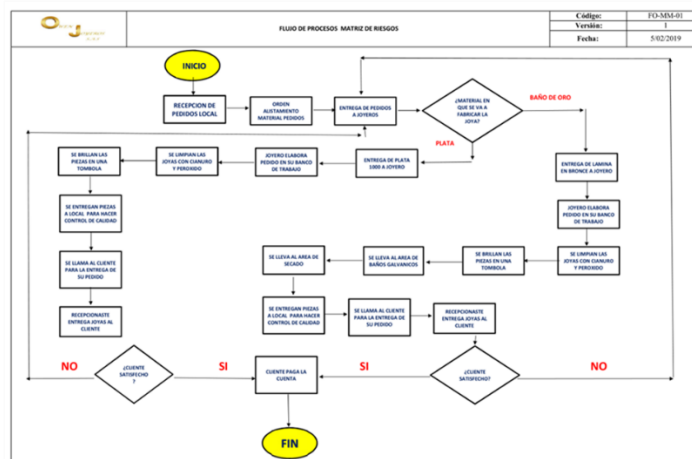 FLUJO DE PROCESOS MATRIZ DE RIESGOS
Código: FO-MM-01
Versión: 1
Fecha: 5/02/2019
INICIO
RECEPCION DE
PEDIDOS LOCAL
ORDEN
ALISTAMIENTO
MATERIAL PEDIDOS
ENTREGA DE PEDIDOS
A JOYEROS
¿MATERIAL EN
QUE SE VA A
FABRICAR LA
JOYA?
BAÑO DE ORO
PLATA
SE BRILLAN LAS
PIEZAS EN UNA
TOMBOLA
SE LIMPIAN LAS
JOYAS CON CIANURO
Y PEROXIDO
JOYERO ELABORA
PEDIDO EN SU BANCO
DE TRABAJO
ENTREGA DE PLATA
1000 A JOYERO
ENTREGA DE LAMINA
EN BRONCE A JOYERO
SE ENTREGAN PIEZAS
A LOCAL PARA HACER
CONTROL DE CALIDAD
JOYERO ELABORA
PEDIDO EN SU BANCO
DE TRABAJO
SE LLAMA AL CLIENTE
PARA LA ENTREGA DE
SU PEDIDO
SE LLEVA AL AREA DE
SECADO
SE LLEVA AL AREA DE
BAÑOS GALVANICOS
SE BRILLAN LAS
PIEZAS EN UNA
TOMBOLA
SE LIMPIAN LAS
JOYAS CON CIANURO
Y PEROXIDO
RECEPCIONASTE
ENTREGA JOYAS AL
CLIENTE
SE ENTREGAN PIEZAS
A LOCAL PARA HACER
CONTROL DE CALIDAD
SE LLAMA AL CLIENTE
PARA LA ENTREGA DE
SU PEDIDO
RECEPCIONASTE
ENTREGA JOYAS AL
CLIENTE
NO
¿CLIENTE
SATISFECHO
?
SI
CLIENTE PAGA LA
CUENTA
SI
¿CLIENTE
SATISFECHO?
NO
FIN